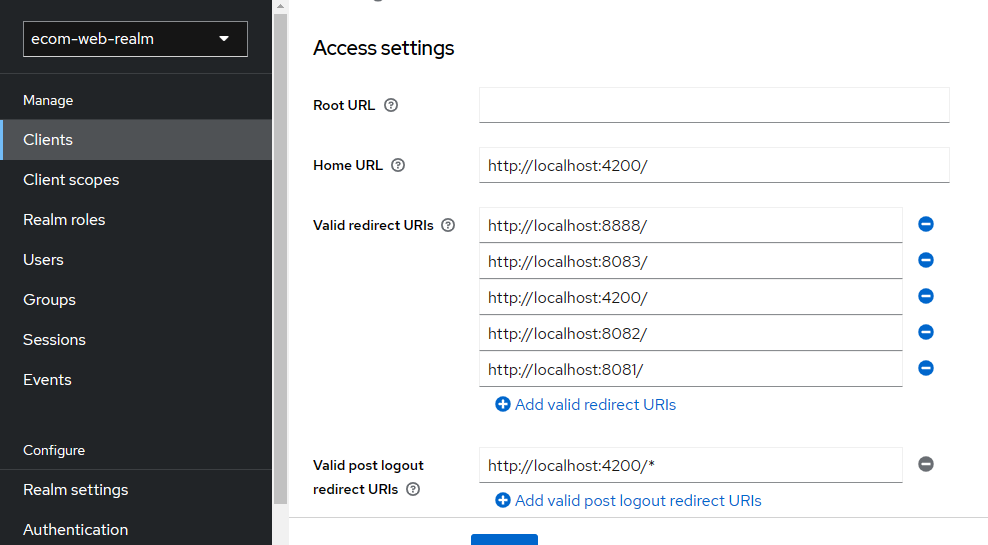 ecom-web-realm
Manage
Clients
Client scopes
Realm roles
Users
Groups
Sessions
Events
Configure
Realm settings
Authentication
Access settings
Root URL
Home URL
http://localhost:4200/
Valid redirect URIs
http://localhost:8888/
http://localhost:8083/
http://localhost:4200/
http://localhost:8082/
http://localhost:8081/
Add valid redirect URIs
Valid post logout
redirect URIs
http://localhost:4200/*
Add valid post logout redirect URIs